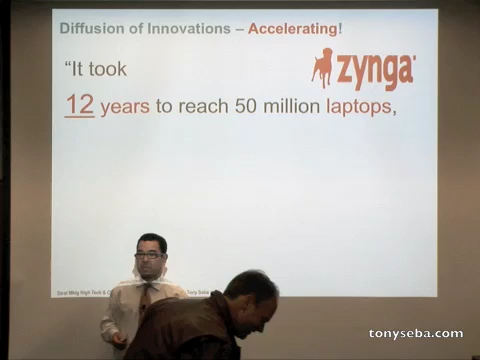 Diffusion of Innovations – Accelerating!
zynga
“It took
12 years to reach 50 million laptops,
tonyseba.com